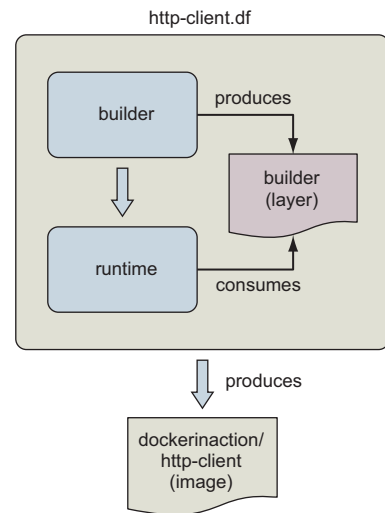 http-client.df
builder
produces
builder
(layer)
runtime
consumes
produces
dockerinaction/
http-client
(image)